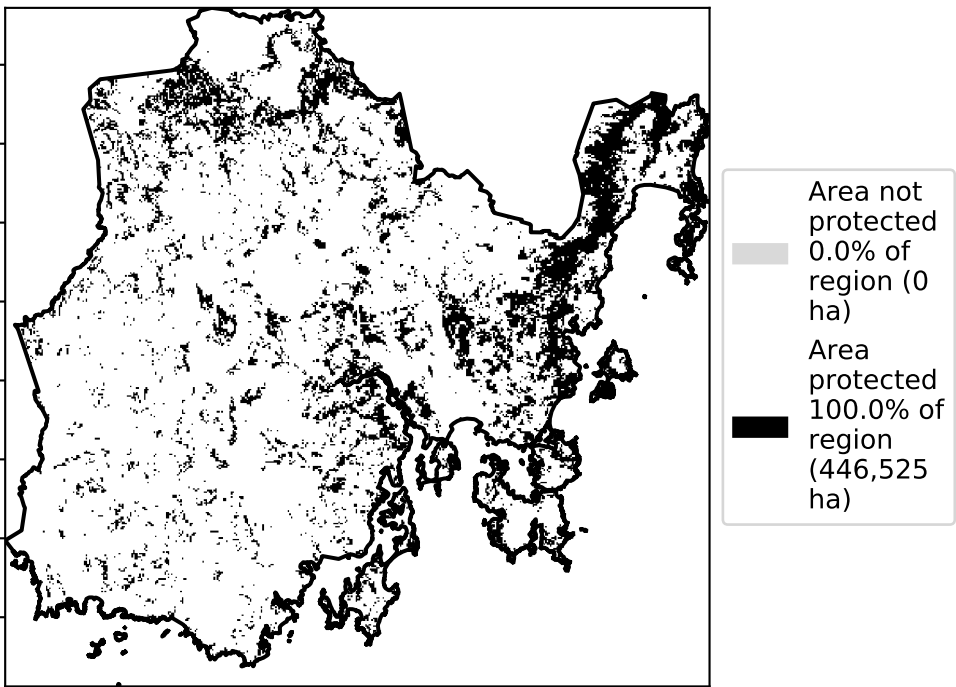 Area not
protected
0.0% of
region (0
ha)
Area
protected
100.0% of
region
(446,525
ha)